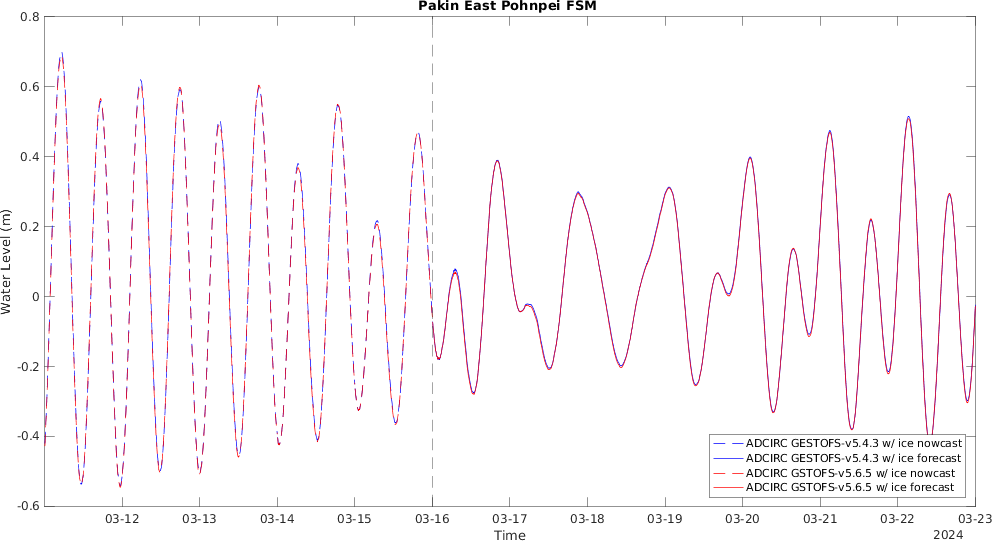 Pakin East Pohnpei FSM
Water Level (m)
0.8
0.6
0.4
0.2
0
-0.2
-0.4
-0.6
ADCIRC GESTOFS-v5.4.3 w/ ice nowcast
ADCIRC GESTOFS-v5.4.3 w/ ice forecast
ADCIRC GSTOFS-v5.6.5 w/ ice nowcast
ADCIRC GSTOFS-v5.6.5 w/ ice forecast
03-12 03-13 03-14 03-15 03-16 03-17 03-18 03-19 03-20 03-21 03-22 03-23
Time
2024